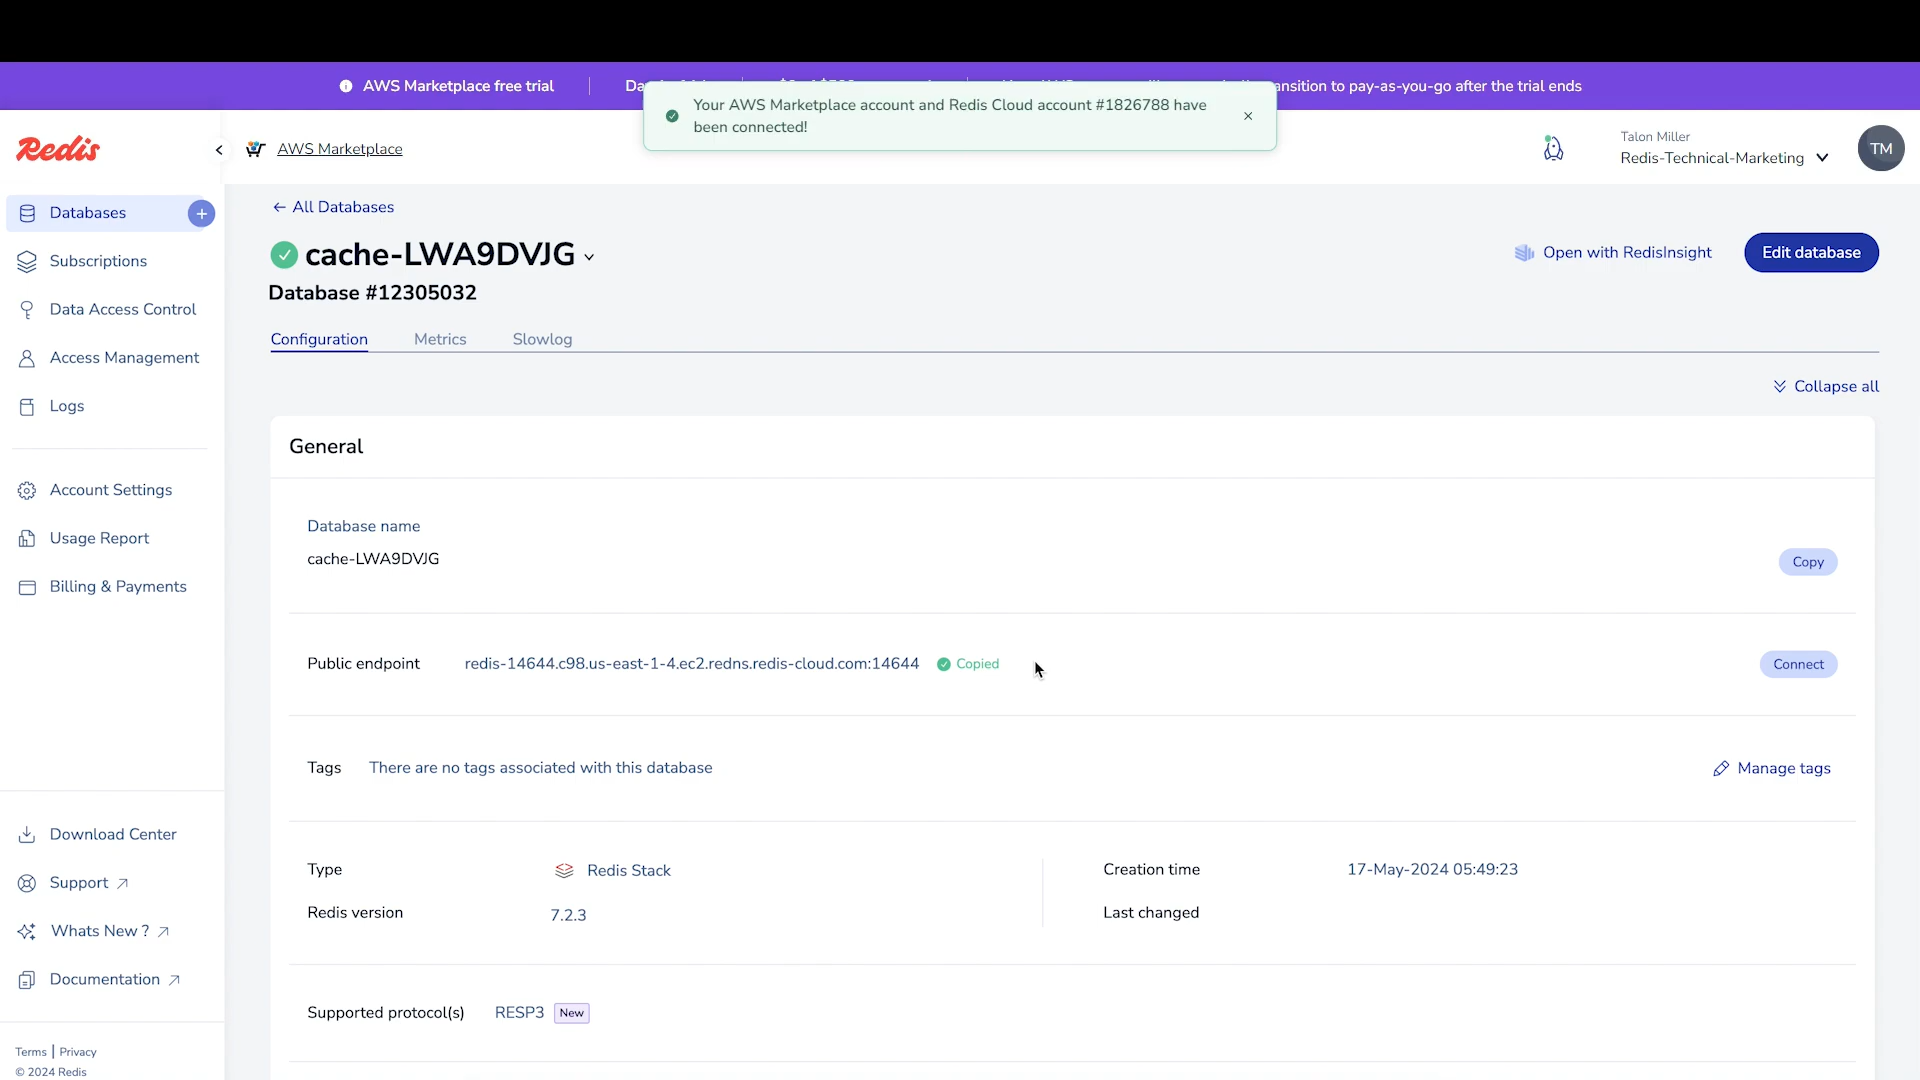 AWS Marketplace free trial
ansition to pay-as-you-go after the trial ends
Your AWS Marketplace account and Redis Cloud account #1826788 have
been connected!
Redis
AWS Marketplace
Talon Miller
Redis-Technical-Marketing
TM
Databases
Subscriptions
Data Access Control
Access Management
Logs
Account Settings
Usage Report
Billing & Payments
Download Center
Support
Whats New ?
Documentation
Terms | Privacy
© 2024 Redis
All Databases
cache-LWA9DVJG
Database #12305032
Open with RedisInsight
Edit database
Configuration
Metrics
Slowlog
Collapse all
General
Database name
cache-LWA9DVJG
Copy
Public endpoint
redis-14644.c98.us-east-1-4.ec2.redns.redis-cloud.com:14644
Copied
Connect
Tags
There are no tags associated with this database
Manage tags
Type
Redis Stack
Creation time
17-May-2024 05:49:23
Redis version
7.2.3
Last changed
Supported protocol(s)
RESP3
New